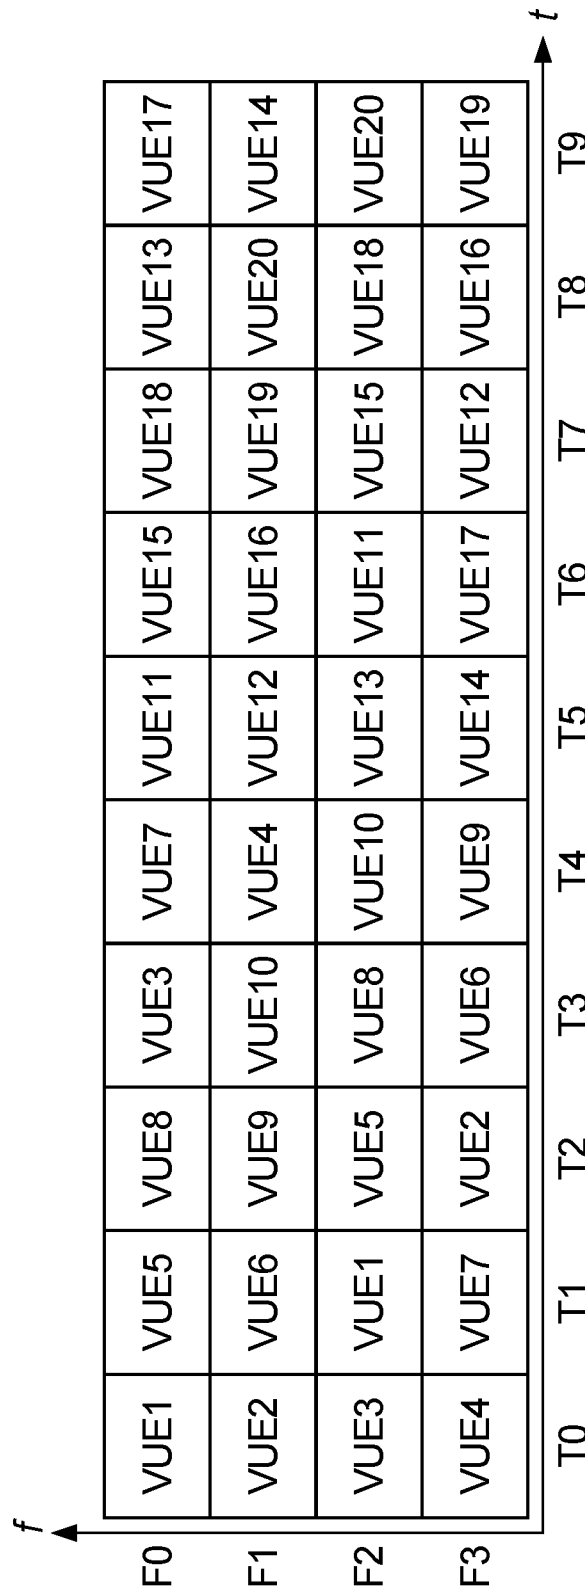 f
F0 VUE1 VUE5 VUE8 VUE3 VUE7 VUE11 VUE15 VUE18 VUE13 VUE17
F1 VUE2 VUE6 VUE9 VUE10 VUE4 VUE12 VUE16 VUE19 VUE20 VUE14
F2 VUE3 VUE1 VUE5 VUE8 VUE10 VUE13 VUE11 VUE15 VUE18 VUE20
F3 VUE4 VUE7 VUE2 VUE6 VUE9 VUE14 VUE17 VUE12 VUE16 VUE19
t
T0 T1 T2 T3 T4 T5 T6 T7 T8 T9